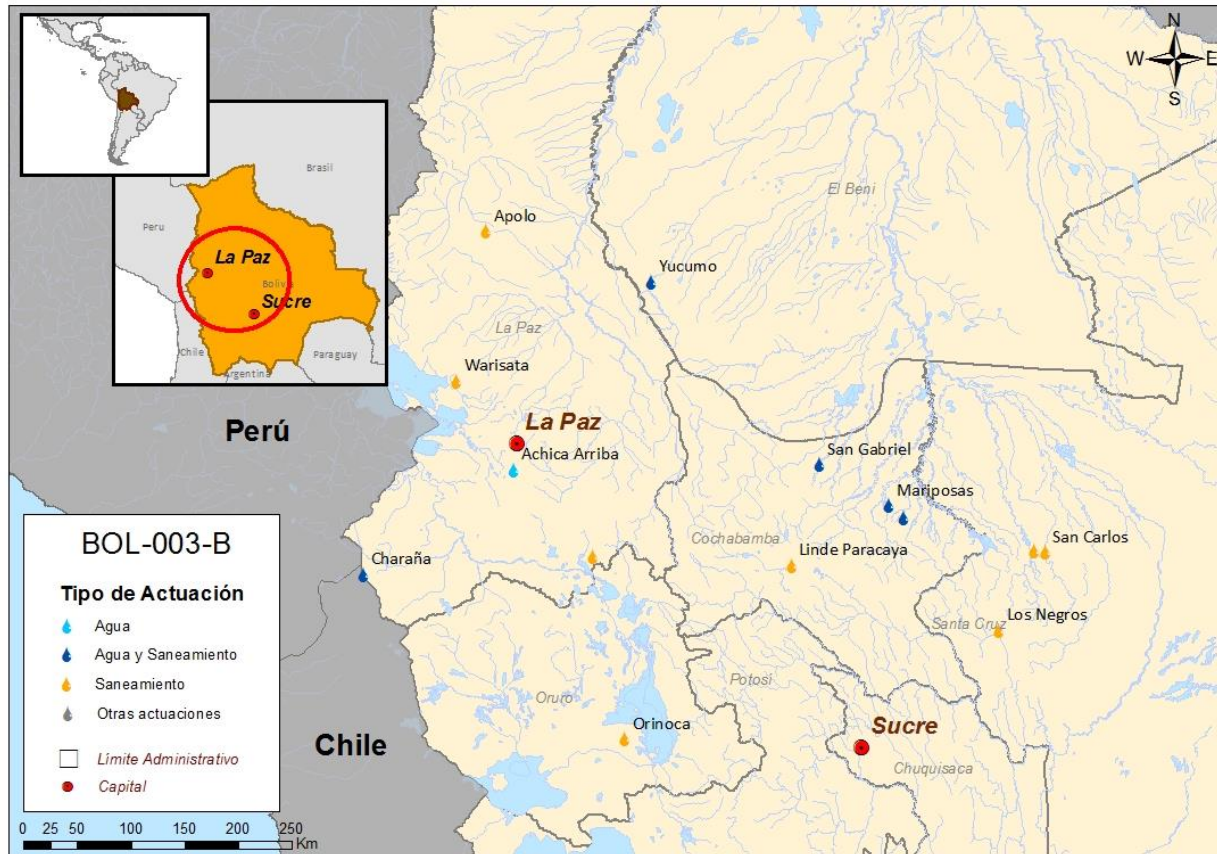 N
W
E
S
Brasil
Peru
La Paz
Bolivia
Sucre
Chile
Paraguay
Argentina
El Beni
Apolo
Yucumo
La Paz
Warisata
Perú
La Paz
Achica Arriba
San Gabriel
Mariposas
Cochabamba
San Carlos
Linde Paracaya
Charaña
Los Negros
Santa Cruz
Potosí
Oruro
Orinoca
Sucre
Chile
Chuquisaca
BOL-003-B
Tipo de Actuación
Agua
Agua y Saneamiento
Saneamiento
Otras actuaciones
Límite Administrativo
Capital
0 25 50 100 150 200 250
Km